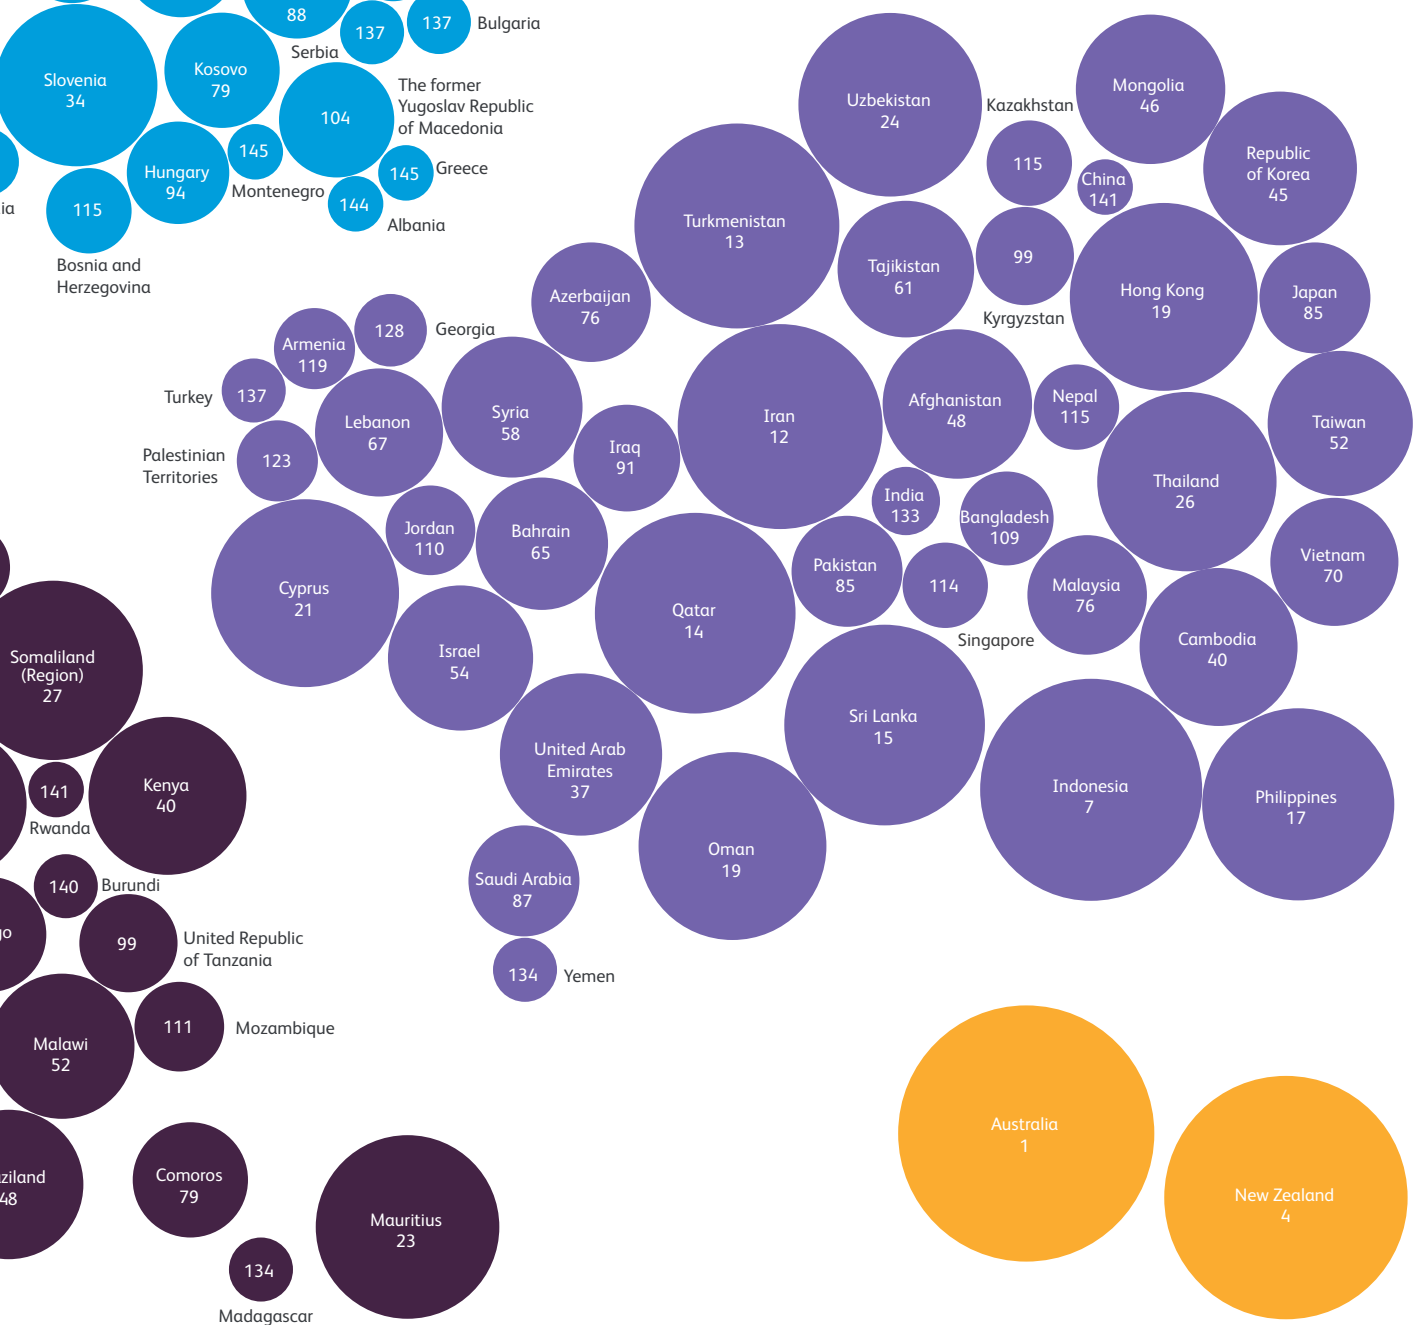 88
Serbia
137
137
Bulgaria
Slovenia
34
Kosovo
79
104
The former
Yugoslav Republic
of Macedonia
Hungary
94
145
Montenegro
145
Greece
144
Albania
ia
115
Bosnia and
Herzegovina
Uzbekistan
24
Kazakhstan
115
Mongolia
46
China
141
Republic
of Korea
45
Turkmenistan
13
Tajikistan
61
99
Kyrgyzstan
Hong Kong
19
Japan
85
Azerbaijan
76
128
Georgia
Armenia
119
Turkey
137
Lebanon
67
Syria
58
Iraq
91
Iran
12
Afghanistan
48
Nepal
115
Taiwan
52
Palestinian
Territories
123
Thailand
26
India
133
Bangladesh
109
Jordan
110
Bahrain
65
Pakistan
85
114
Singapore
Malaysia
76
Vietnam
70
Cyprus
21
Qatar
14
Israel
54
Cambodia
40
Sri Lanka
15
United Arab
Emirates
37
Indonesia
7
Philippines
17
Oman
19
Saudi Arabia
87
134
Yemen
Somaliland
(Region)
27
141
Rwanda
Kenya
40
140
Burundi
go
99
United Republic
of Tanzania
Malawi
52
111
Mozambique
ziland
48
Comoros
79
Mauritius
23
134
Madagascar
Australia
1
New Zealand
4